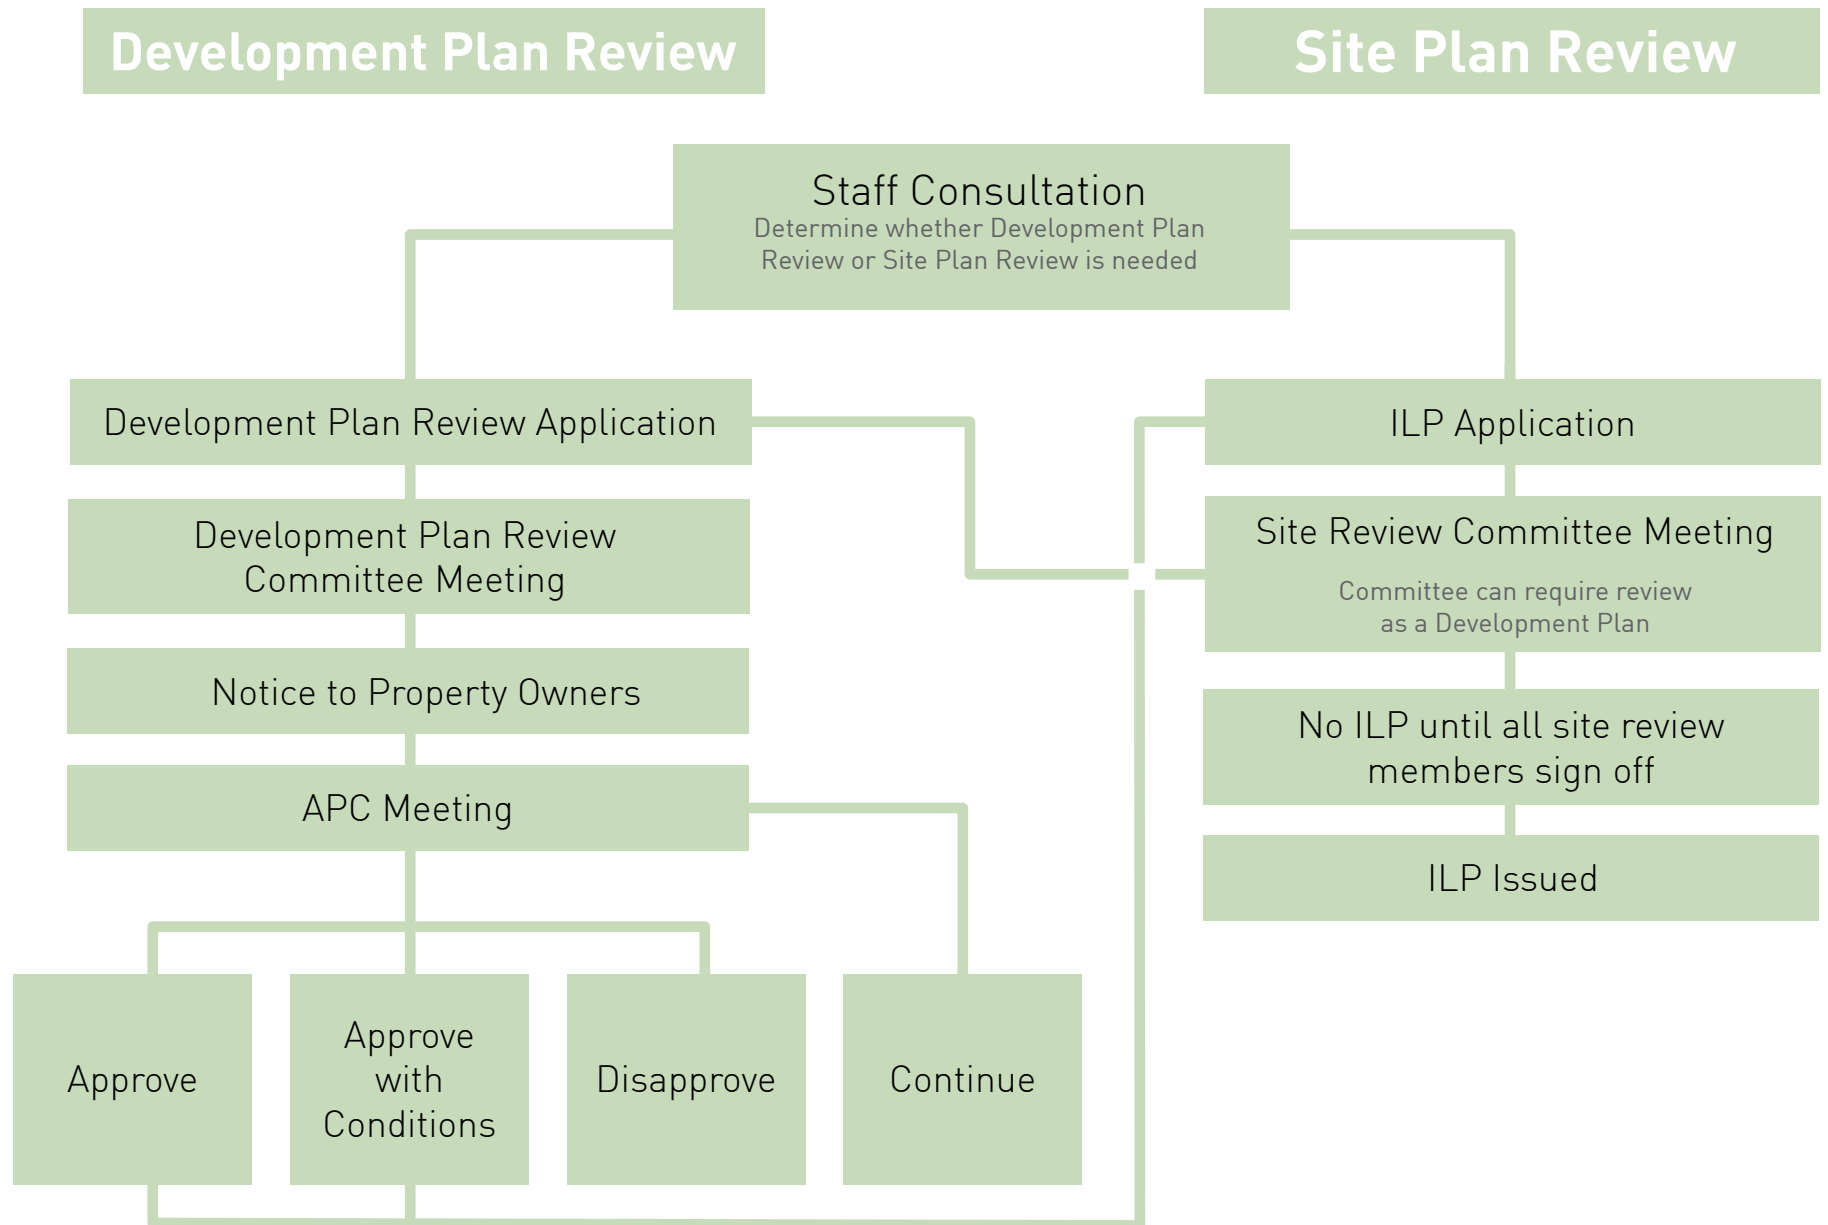 Development Plan Review
Site Plan Review
Staff Consultation
Determine whether Development Plan
Review or Site Plan Review is needed
Development Plan Review Application
Development Plan Review
Committee Meeting
Notice to Property Owners
APC Meeting
Approve
Approve
with
Conditions
Disapprove
Continue
ILP Application
Site Review Committee Meeting
Committee can require review
as a Development Plan
No ILP until all site review
members sign off
ILP Issued